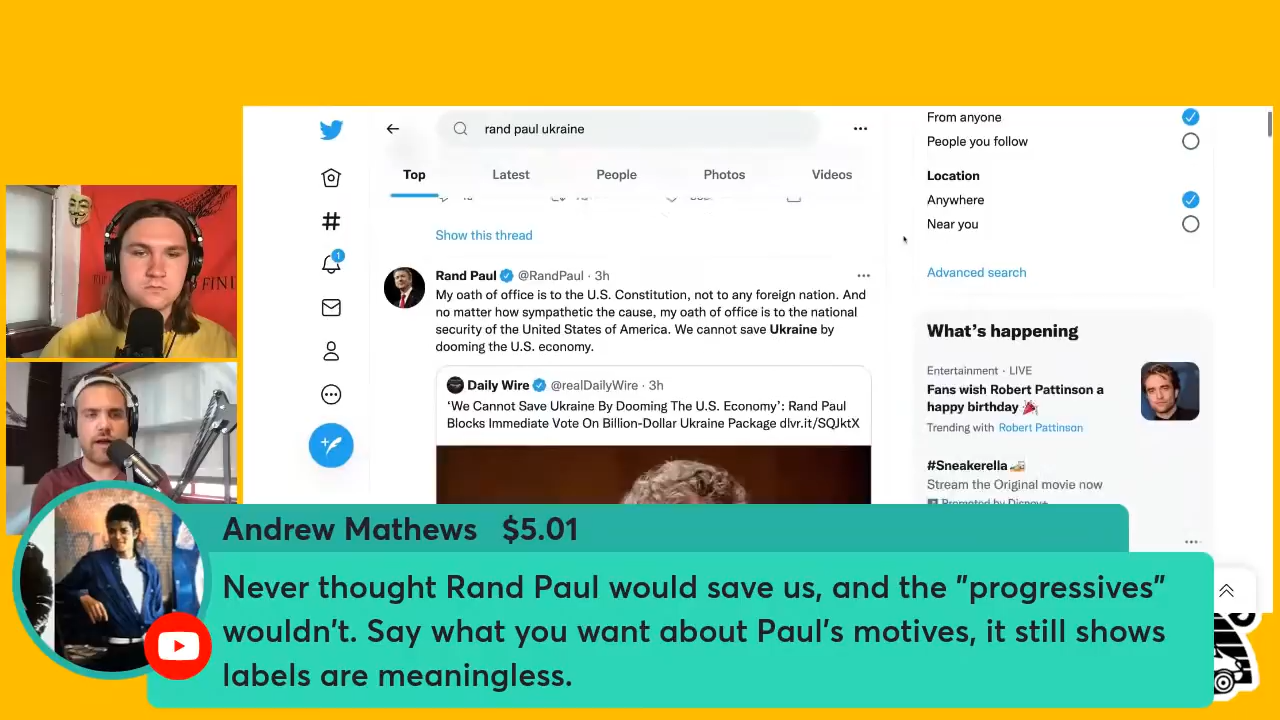 rand paul ukraine
Top
Latest
People
Photos
Videos
Show this thread
Rand Paul @RandPaul · 3h
My oath of office is to the U.S. Constitution, not to any foreign nation. And
no matter how sympathetic the cause, my oath of office is to the national
security of the United States of America. We cannot save Ukraine by
dooming the U.S. economy.
Daily Wire @realDailyWire · 3h
‘We Cannot Save Ukraine By Dooming The U.S. Economy’: Rand Paul
Blocks Immediate Vote On Billion-Dollar Ukraine Package dlvr.it/SQJktX
1
From anyone
People you follow
Location
Anywhere
Near you
Advanced search
What’s happening
Entertainment · LIVE
Fans wish Robert Pattinson a
happy birthday
Trending with Robert Pattinson
#Sneakerella
Stream the Original movie now
Promoted by Disney+
Andrew Mathews $5.01
Never thought Rand Paul would save us, and the "progressives"
wouldn't. Say what you want about Paul's motives, it still shows
labels are meaningless.